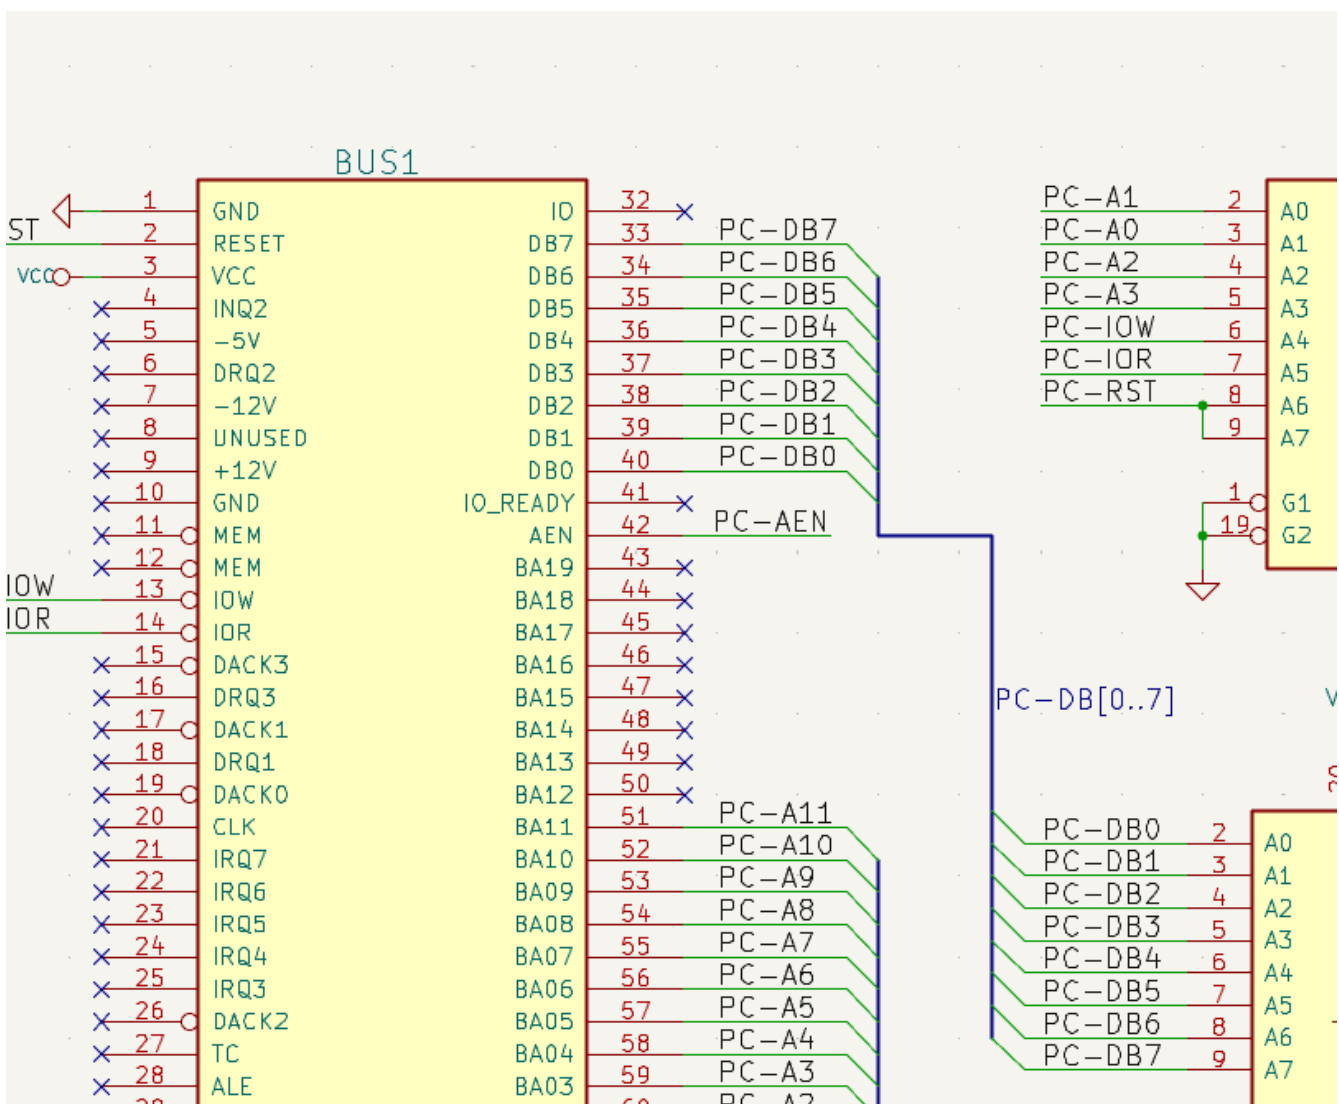 BUS1
1 GND
ST 2 RESET
VCC 3 VCC
4 INQ2
5 -5V
6 DRQ2
7 -12V
8 UNUSED
9 +12V
10 GND
11 MEM
12 MEM
IOW 13 IOW
IOR 14 IOR
15 DACK3
16 DRQ3
17 DACK1
18 DRQ1
19 DACK0
20 CLK
21 IRQ7
22 IRQ6
23 IRQ5
24 IRQ4
25 IRQ3
26 DACK2
27 TC
28 ALE
IO 32
DB7 33 PC-DB7
DB6 34 PC-DB6
DB5 35 PC-DB5
DB4 36 PC-DB4
DB3 37 PC-DB3
DB2 38 PC-DB2
DB1 39 PC-DB1
DB0 40 PC-DB0
IO_READY 41
AEN 42 PC-AEN
BA19 43
BA18 44
BA17 45
BA16 46
BA15 47
BA14 48
BA13 49
BA12 50
BA11 51 PC-A11
BA10 52 PC-A10
BA09 53 PC-A9
BA08 54 PC-A8
BA07 55 PC-A7
BA06 56 PC-A6
BA05 57 PC-A5
BA04 58 PC-A4
BA03 59 PC-A3
PC-A1 2 A0
PC-A0 3 A1
PC-A2 4 A2
PC-A3 5 A3
PC-IOW 6 A4
PC-IOR 7 A5
PC-RST 8 A6
9 A7
1 G1
19 G2
PC-DB[0..7]
PC-DB0 2 A0
PC-DB1 3 A1
PC-DB2 4 A2
PC-DB3 5 A3
PC-DB4 6 A4
PC-DB5 7 A5
PC-DB6 8 A6
PC-DB7 9 A7